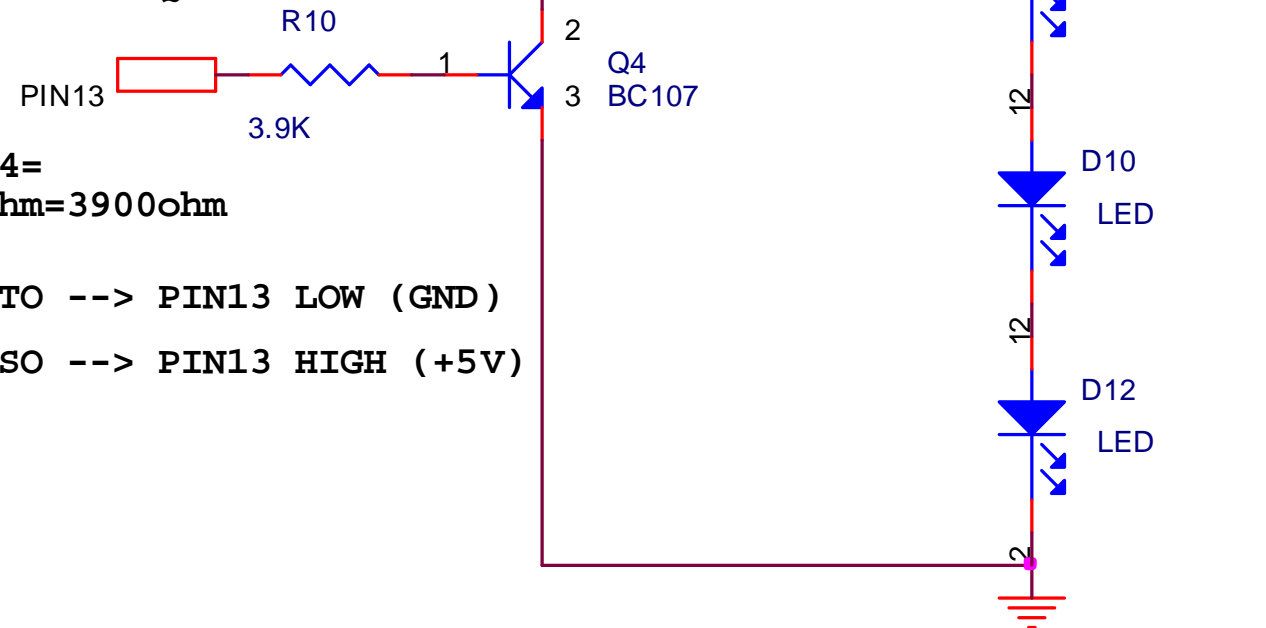 R10
2
1
Q4
PIN13
3
BC107
12
3.9K
4=
D10
hm=3900ohm
LED
TO --> PIN13 LOW (GND)
12
SO --> PIN13 HIGH (+5V)
D12
LED
2